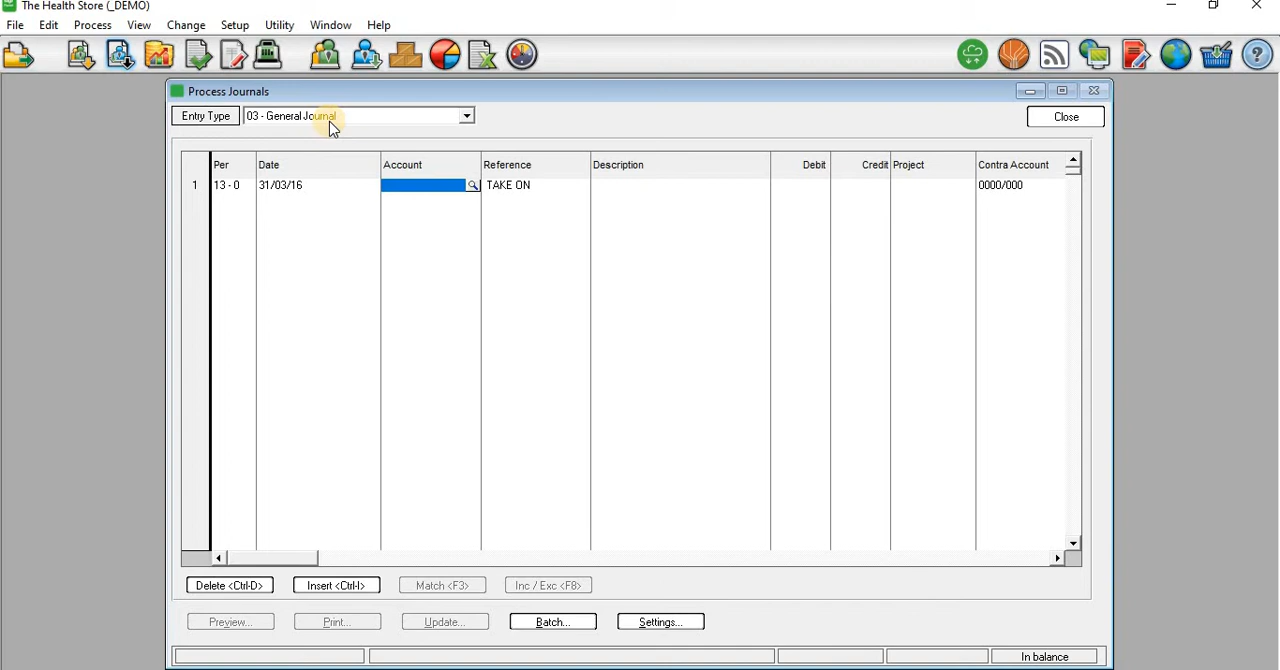 The Health Store (_DEMO)
File Edit Process View Change Setup Utility Window Help
Process Journals
Entry Type 03 - General Journal Close
Per Date Account Reference Description Debit Credit Project Contra Account
1 13 - 0 31/03/16 TAKE ON 0000/000
Delete <Ctrl-D> Insert <Ctrl-I> Match <F3> Inc / Exc <F8>
Preview... Print... Update... Batch... Settings...
In balance